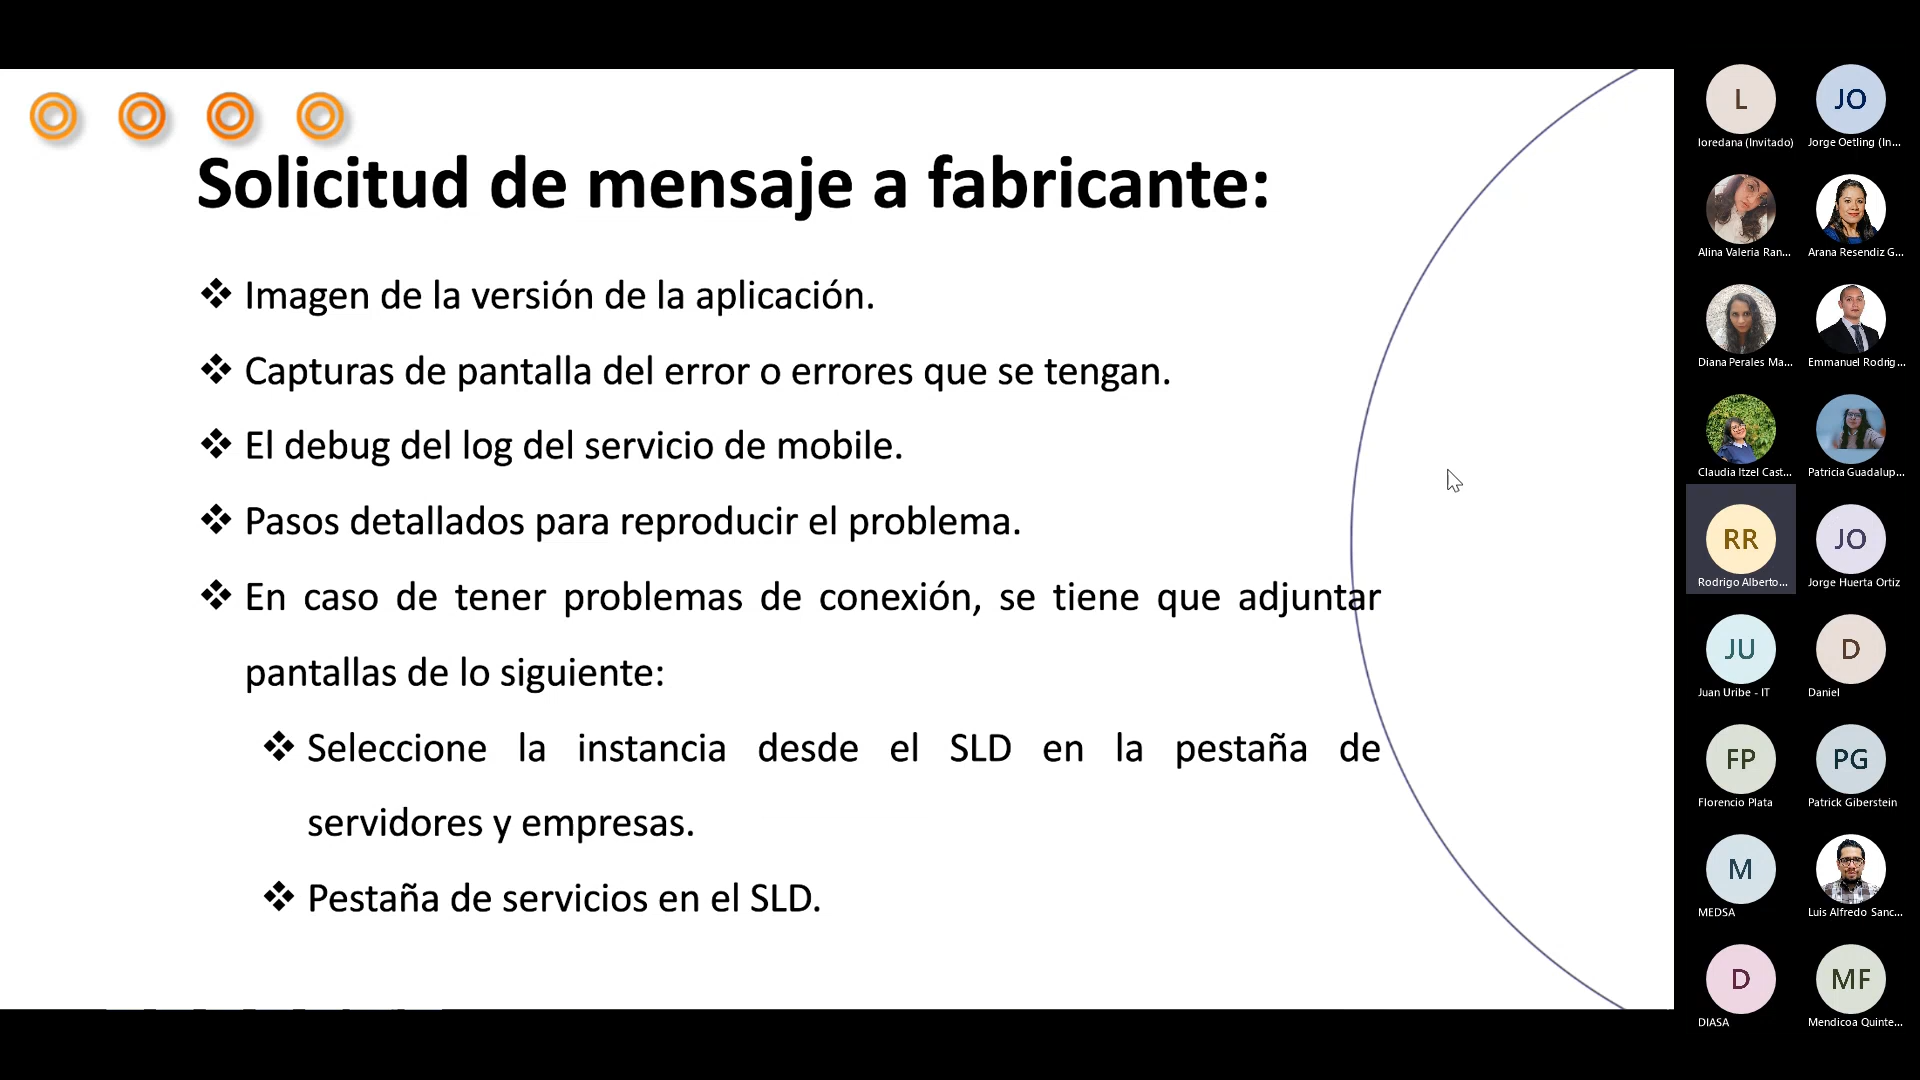 Solicitud de mensaje a fabricante:
❖ Imagen de la versión de la aplicación.
❖ Capturas de pantalla del error o errores que se tengan.
❖ El debug del log del servicio de mobile.
❖ Pasos detallados para reproducir el problema.
❖ En caso de tener problemas de conexión, se tiene que adjuntar
pantallas de lo siguiente:
❖ Seleccione la instancia desde el SLD en la pestaña de
servidores y empresas.
❖ Pestaña de servicios en el SLD.
L
JO
loredana (Invitado)
Jorge Oetling (In...
Alina Valeria Ran...
Arana Resendiz G...
Diana Perales Ma...
Emmanuel Rodrig...
Claudia Itzel Cast...
Patricia Guadalup...
RR
JO
Rodrigo Alberto...
Jorge Huerta Ortiz
JU
D
Juan Uribe - IT
Daniel
FP
PG
Florencio Plata
Patrick Giberstein
M
MEDSA
Luis Alfredo Sanc...
D
MF
DIASA
Mendicoa Quinte...